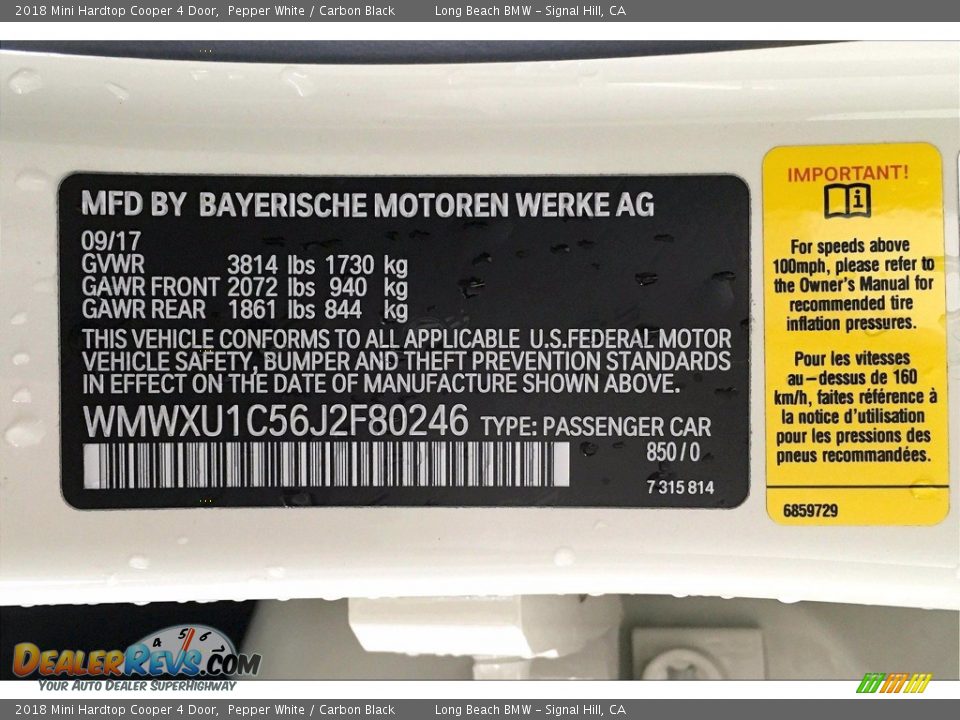 2018 Mini Hardtop Cooper 4 Door, Pepper White / Carbon Black Long Beach BMW – Signal Hill, CA
MFD BY BAYERISCHE MOTOREN WERKE AG
09/17
GVWR 3814 lbs 1730 kg
GAWR FRONT 2072 lbs 940 kg
GAWR REAR 1861 lbs 844 kg
THIS VEHICLE CONFORMS TO ALL APPLICABLE U.S.FEDERAL MOTOR
VEHICLE SAFETY, BUMPER AND THEFT PREVENTION STANDARDS
IN EFFECT ON THE DATE OF MANUFACTURE SHOWN ABOVE.
WMWXU1C56J2F80246 TYPE: PASSENGER CAR
850/0
7 315 814
IMPORTANT!
i
For speeds above
100mph, please refer to
the Owner's Manual for
recommended tire
inflation pressures.
Pour les vitesses
au–dessus de 160
km/h, faites référence à
la notice d'utilisation
pour les pressions des
pneus recommandées.
6859729
4 5 6
DEALERREVS.COM
YOUR AUTO DEALER SUPERHIGHWAY
2018 Mini Hardtop Cooper 4 Door, Pepper White / Carbon Black Long Beach BMW – Signal Hill, CA